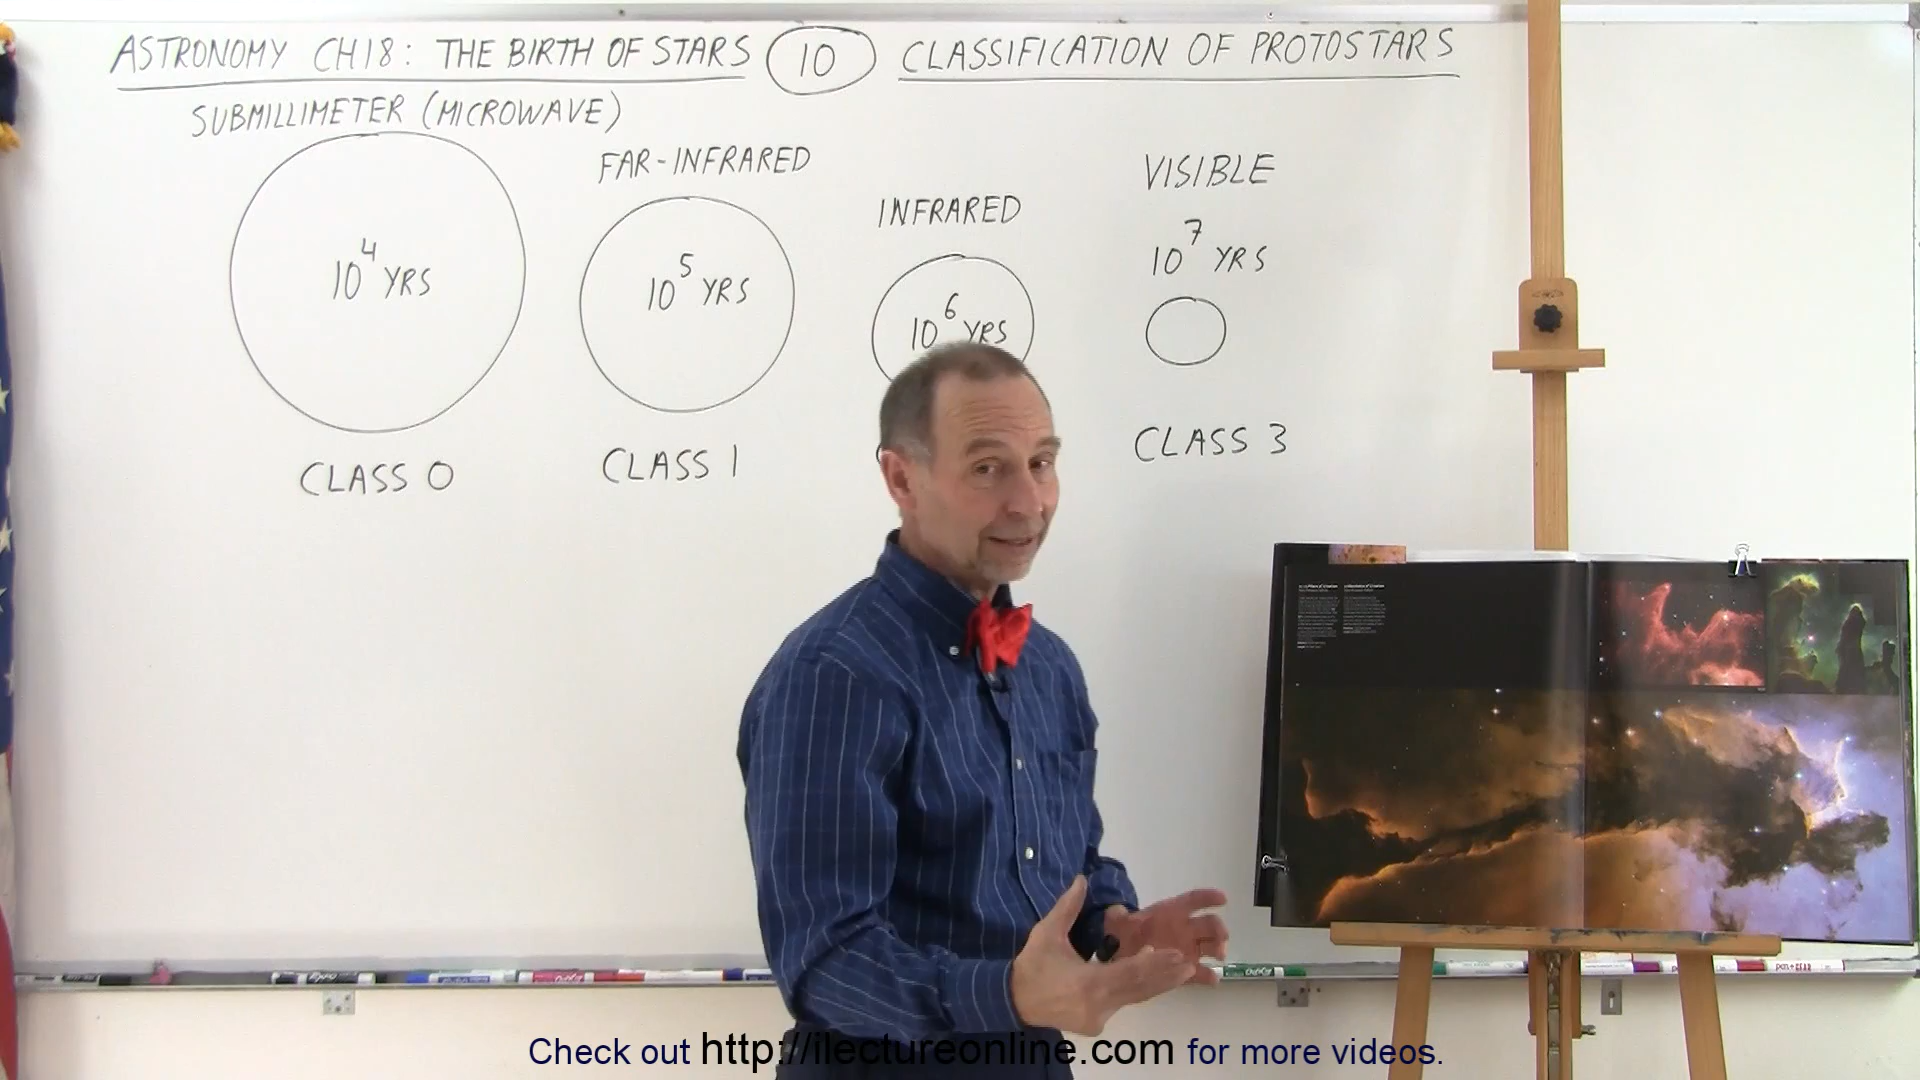 ASTRONOMY CH18: THE BIRTH OF STARS 10 CLASSIFICATION OF PROTOSTARS
SUBMILLIMETER (MICROWAVE)
FAR-INFRARED
INFRARED
VISIBLE
10^4 YRS
10^5 YRS
10^6 YRS
10^7 YRS
CLASS 0
CLASS 1
CLASS 3
EXPO
Check out http://ilectureonline.com for more videos.